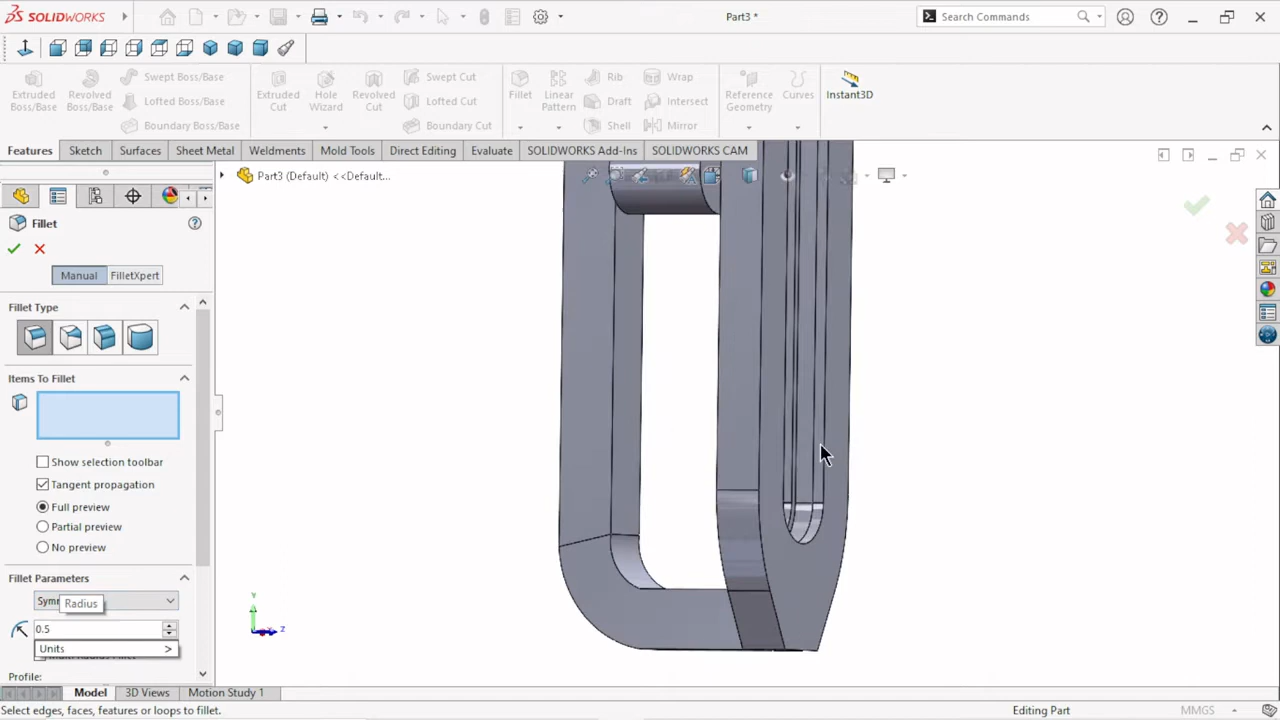 SOLIDWORKS
Part3 *
Search Commands
Extruded Boss/Base
Revolved Boss/Base
Swept Boss/Base
Lofted Boss/Base
Boundary Boss/Base
Extruded Cut
Hole Wizard
Revolved Cut
Swept Cut
Lofted Cut
Boundary Cut
Fillet
Linear Pattern
Rib
Draft
Shell
Wrap
Intersect
Mirror
Reference Geometry
Curves
Instant3D
Features
Sketch
Surfaces
Sheet Metal
Weldments
Mold Tools
Direct Editing
Evaluate
SOLIDWORKS Add-Ins
SOLIDWORKS CAM
Part3 (Default) <<Default...
Fillet
Manual
FilletXpert
Fillet Type
Items To Fillet
Show selection toolbar
Tangent propagation
Full preview
Partial preview
No preview
Fillet Parameters
Radius
0.5
Units >
Profile:
Y
Z
Model
3D Views
Motion Study 1
Select edges, faces, features or loops to fillet.
Editing Part
MMGS